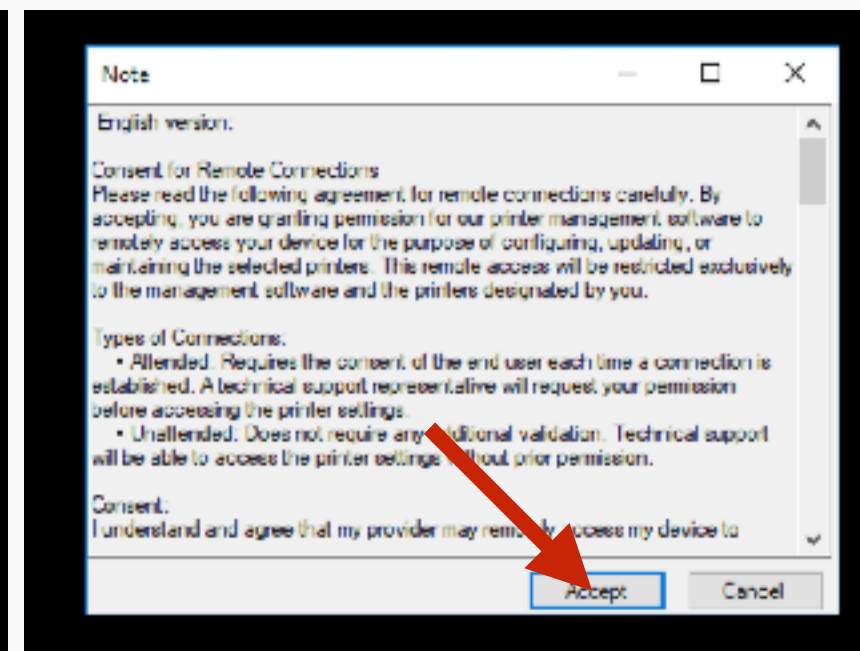 Note
English version:
Consent for Remote Connections
Please read the following agreement for remote connections carefully. By
accepting, you are granting permission for our printer management software to
remotely access your device for the purpose of configuring, updating, or
maintaining the selected printers. This remote access will be restricted exclusively
to the management software and the printers designated by you.
Types of Connections:
• Attended: Requires the consent of the end user each time a connection is
established. A technical support representative will request your permission
before accessing the printer settings.
• Unattended: Does not require any additional validation. Technical support
will be able to access the printer settings without prior permission.
Consent:
I understand and agree that my provider may remotely access my device to
Accept
Cancel